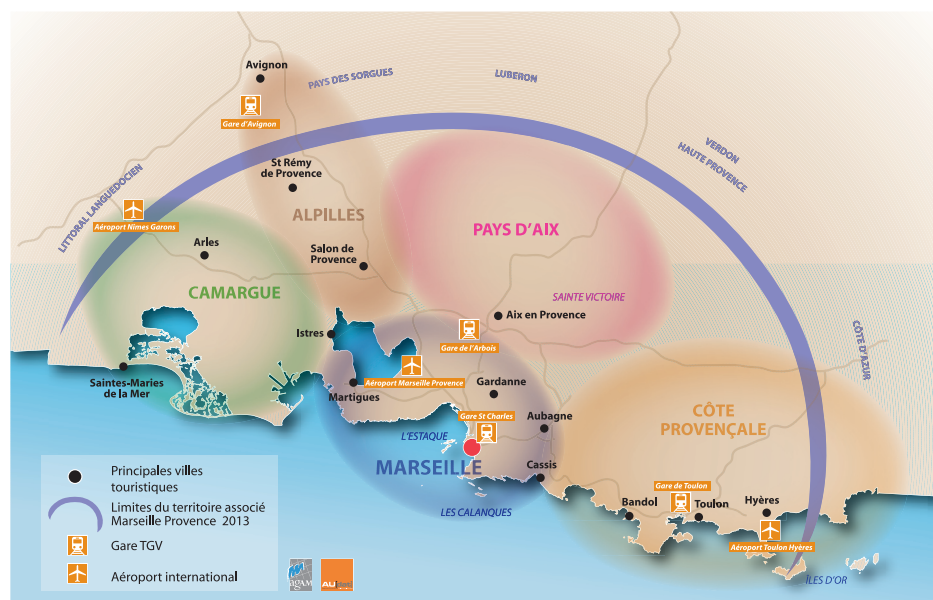 Avignon
PAYS DES SORGUES
LUBERON
Gare d'Avignon
VERDON
HAUTE PROVENCE
LITTORAL LANGUEDOCIEN
St Rémy
de Provence
ALPILLES
Aéroport Nîmes Garons
PAYS D'AIX
Arles
Salon de
Provence
CAMARGUE
SAINTE VICTOIRE
Aix en Provence
Istres
Gare de l'Arbois
CÔTE D'AZUR
Saintes-Maries
de la Mer
Aéroport Marseille Provence
Martigues
Gardanne
Gare St Charles
Aubagne
CÔTE
PROVENÇALE
L'ESTAQUE
MARSEILLE
Cassis
LES CALANQUES
Gare de Toulon
Bandol
Toulon
Hyères
Aéroport Toulon Hyères
ÎLES D'OR
Principales villes
touristiques
Limites du territoire associé
Marseille Provence 2013
Gare TGV
Aéroport international
agAM